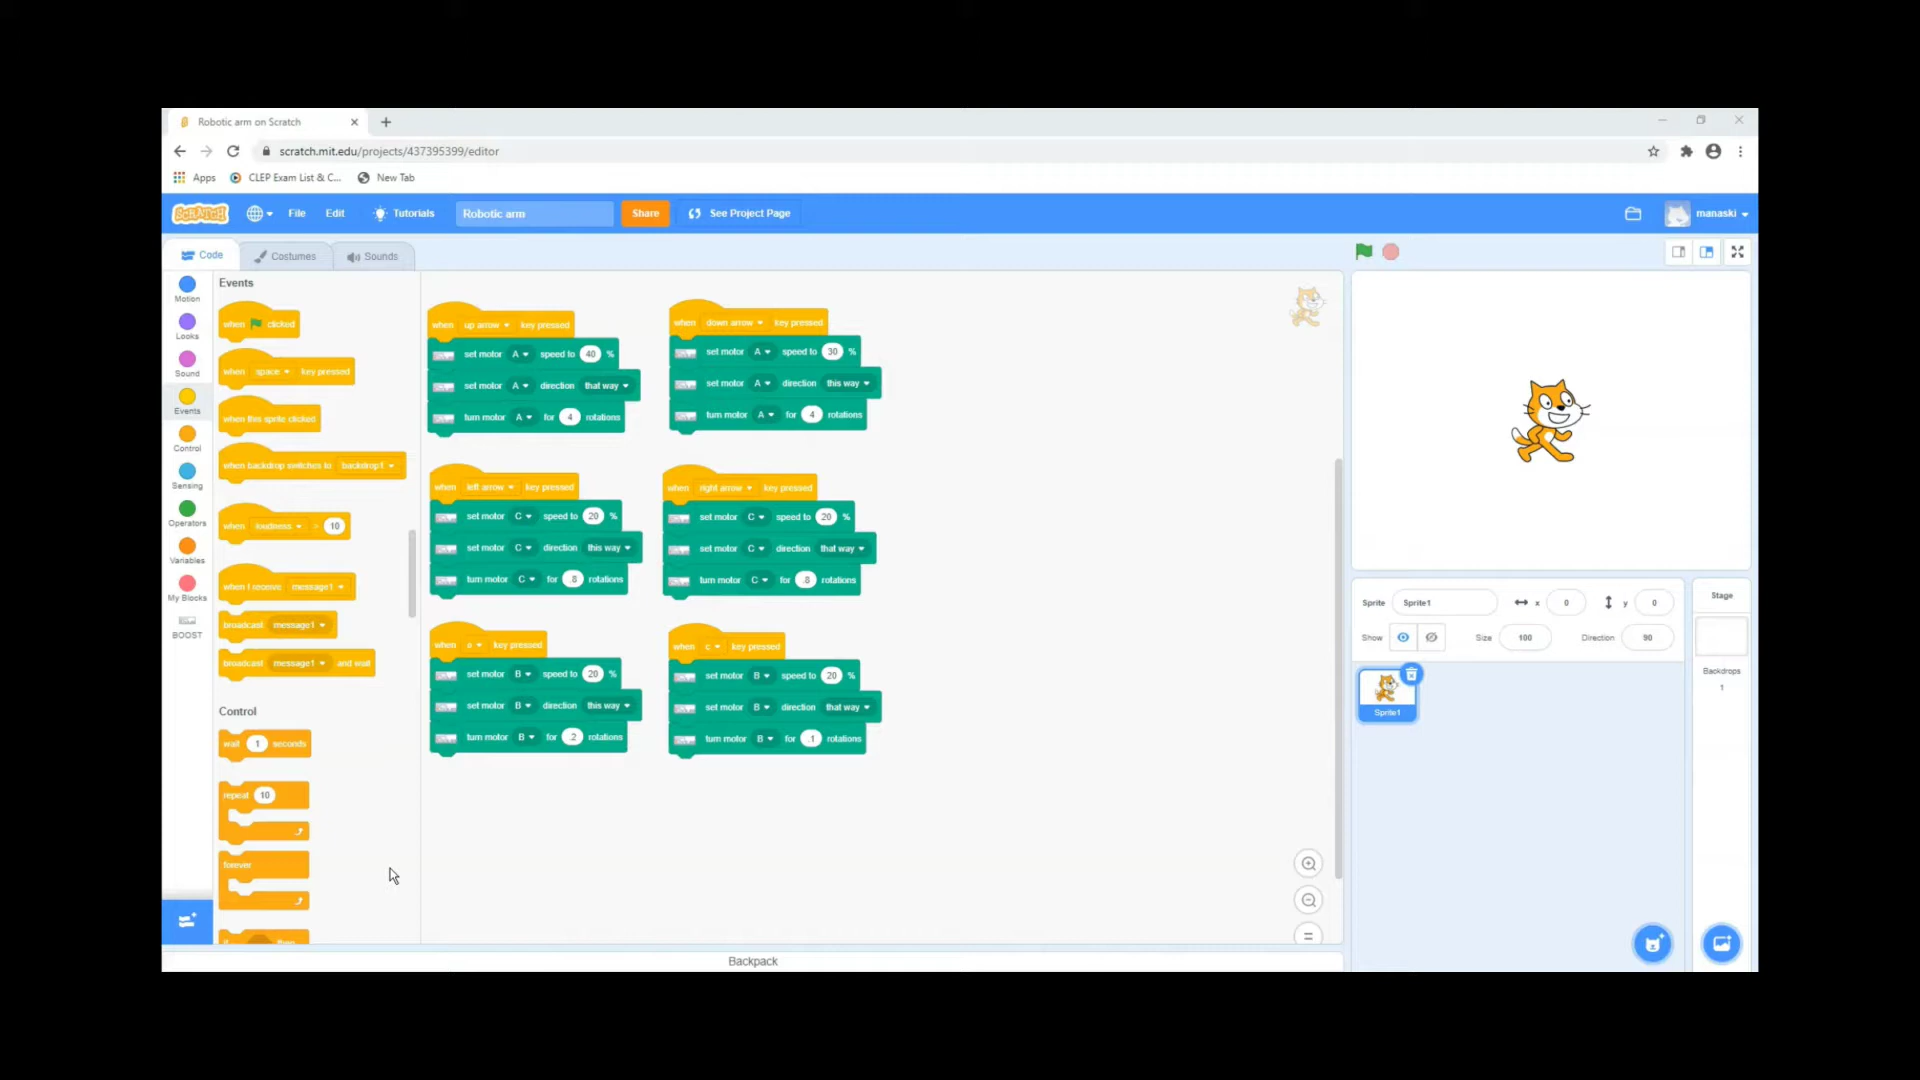 Robotic arm on Scratch
scratch.mit.edu/projects/437395399/editor
Apps CLEP Exam List & C... New Tab
SCRATCH File Edit Tutorials Robotic arm Share See Project Page manaski
Code Costumes Sounds
Motion
Looks
Sound
Events
Control
Sensing
Operators
Variables
My Blocks
BOOST
Events
when clicked
when space key pressed
when this sprite clicked
when backdrop switches to backdrop1
when loudness > 10
when I receive message1
broadcast message1
broadcast message1 and wait
Control
wait 1 seconds
repeat 10
forever
if then
when up arrow key pressed
set motor A speed to 40 %
set motor A direction that way
turn motor A for .4 rotations
when down arrow key pressed
set motor A speed to 30 %
set motor A direction this way
turn motor A for .4 rotations
when left arrow key pressed
set motor C speed to 20 %
set motor C direction this way
turn motor C for .8 rotations
when right arrow key pressed
set motor C speed to 20 %
set motor C direction that way
turn motor C for .8 rotations
when o key pressed
set motor B speed to 20 %
set motor B direction this way
turn motor B for .2 rotations
when c key pressed
set motor B speed to 20 %
set motor B direction that way
turn motor B for .1 rotations
Sprite Sprite1 x 0 y 0
Show Size 100 Direction 90
Sprite1
Stage
Backdrops
1
Backpack